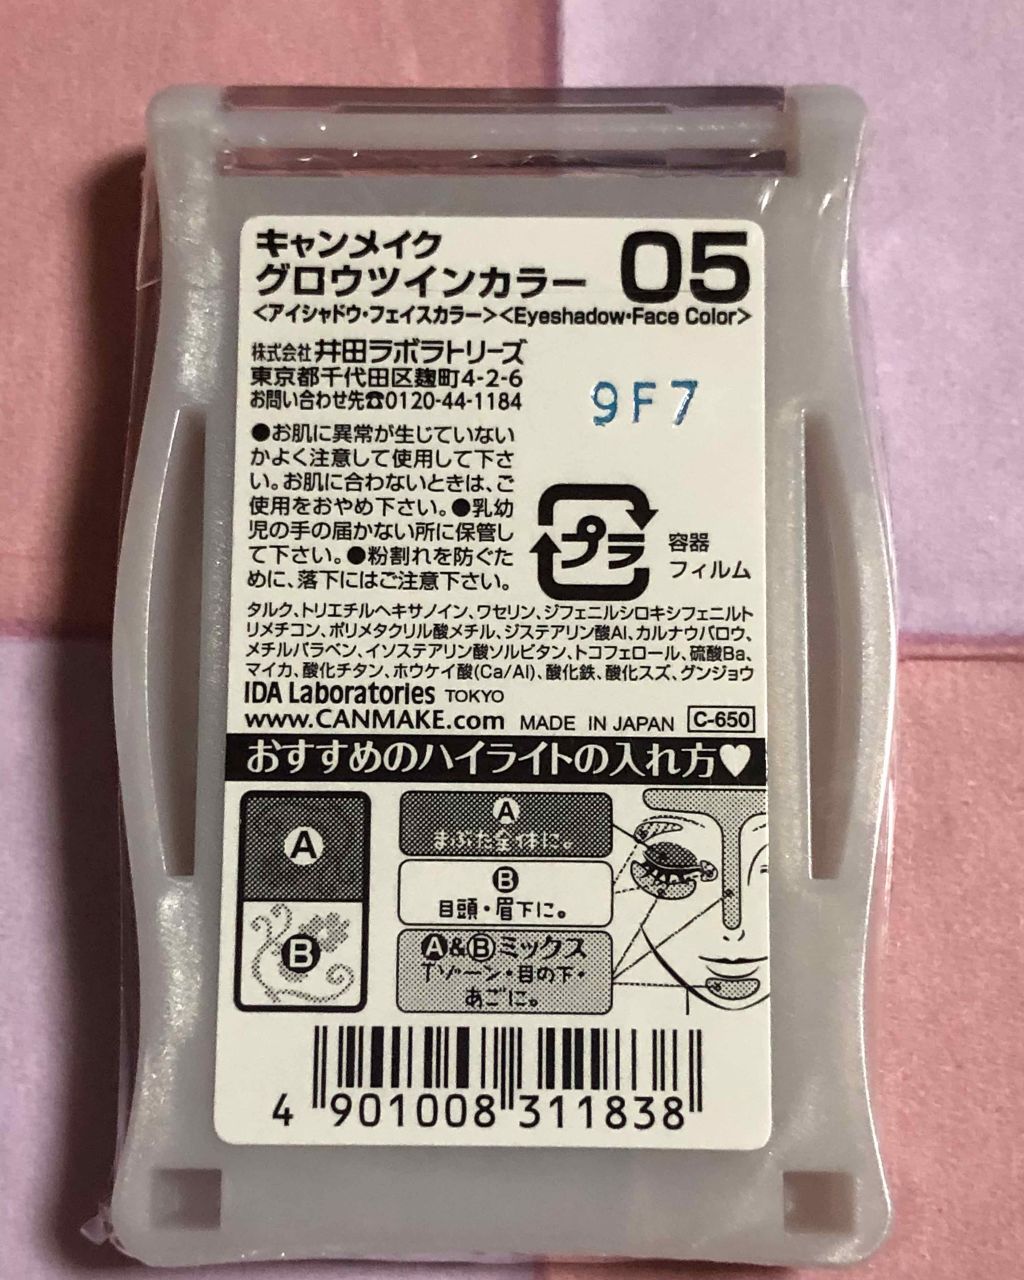 キャンメイク
グロウツインカラー 05
<アイシャドウ・フェイスカラー><Eyeshadow・Face Color>
株式会社 井田ラボラトリーズ
東京都千代田区麹町4-2-6
お問い合わせ先☎0120-44-1184
9F7
●お肌に異常が生じていない
かよく注意して使用して下さ
い。お肌に合わないときは、ご
使用をおやめ下さい。●乳幼
児の手の届かない所に保管し
て下さい。●粉割れを防ぐた
めに、落下にはご注意下さい。
プラ
容器
フィルム
タルク、トリエチルヘキサノイン、ワセリン、ジフェニルシロキシフェニルト
リメチコン、ポリメタクリル酸メチル、ジステアリン酸Al、カルナウバロウ、
メチルパラベン、イソステアリン酸ソルビタン、トコフェロール、硫酸Ba、
マイカ、酸化チタン、ホウケイ酸(Ca/Al)、酸化鉄、酸化スズ、グンジョウ
IDA Laboratories TOKYO
www.CANMAKE.com MADE IN JAPAN C-650
おすすめのハイライトの入れ方♥
A
B
A
まぶた全体に。
B
目頭・眉下に。
A&Bミックス
Tゾーン・目の下・
あごに。
4 901008 311838